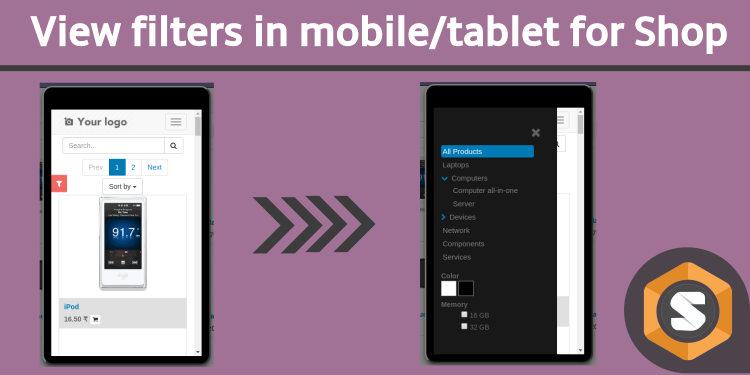 View filters in mobile/tablet for Shop
Your logo
Search...
Prev 1 2 Next
Sort by
91.7
iPod
16.50 ₹
All Products
Laptops
Computers
Computer all-in-one
Server
Devices
Network
Components
Services
Color
Memory
16 GB
32 GB
S